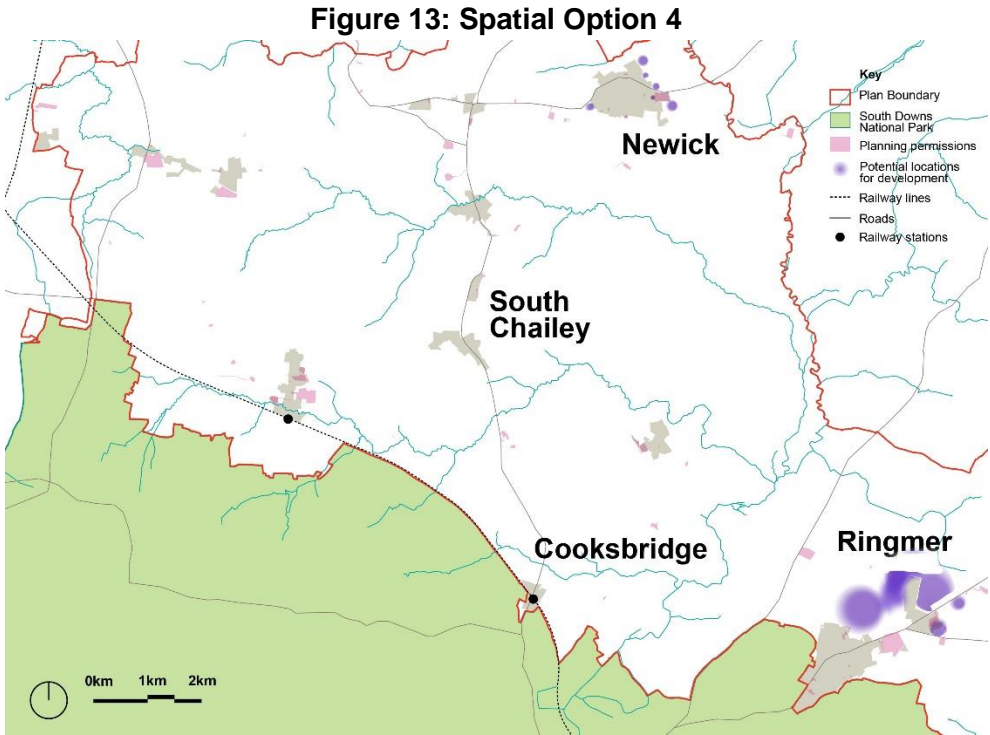 Figure 13: Spatial Option 4
Key
Plan Boundary
South Downs
National Park
Planning permissions
Potential locations
for development
Railway lines
Roads
Railway stations
Newick
South
Chailey
Cooksbridge
Ringmer
0km 1km 2km